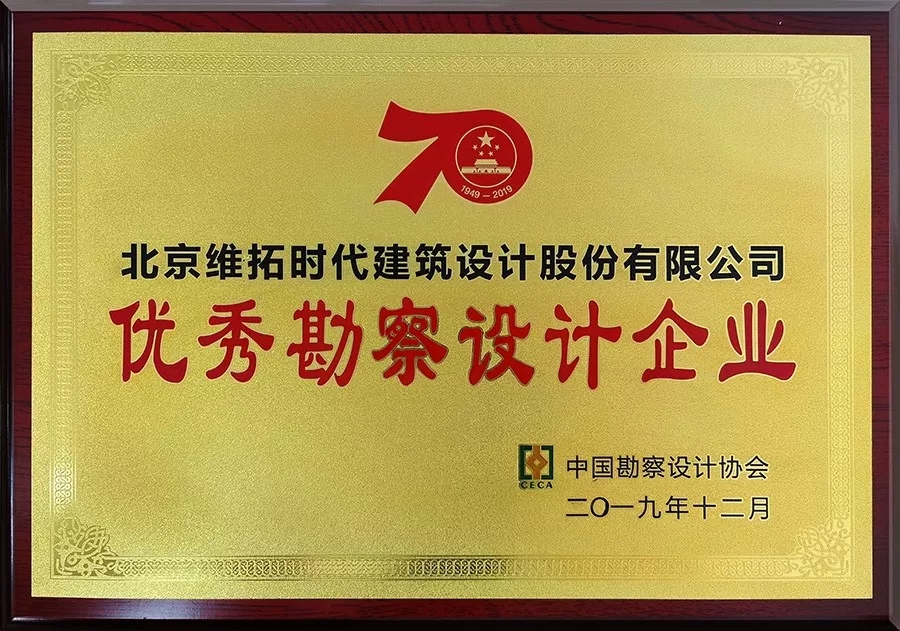 70
1949－2019
北京维拓时代建筑设计股份有限公司
优秀勘察设计企业
CECA
中国勘察设计协会
二〇一九年十二月